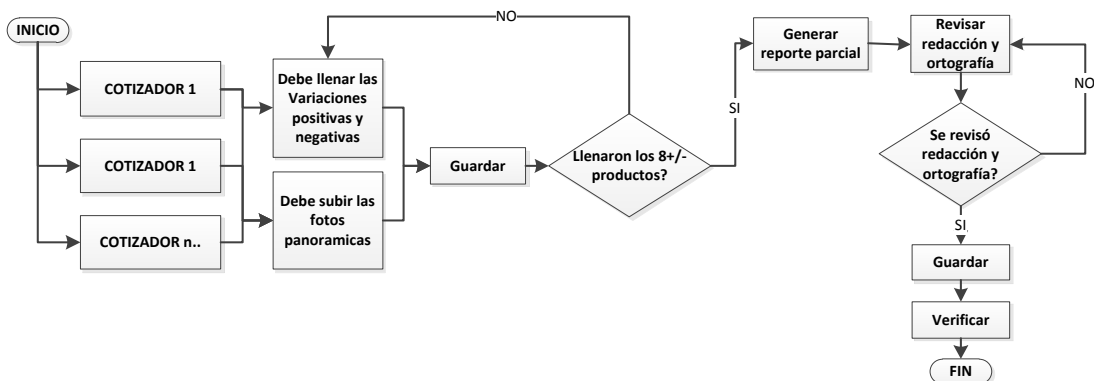 INICIO
COTIZADOR 1
COTIZADOR 1
COTIZADOR n..
Debe llenar las
Variaciones
positivas y
negativas
Debe subir las
fotos
panoramicas
Guardar
Llenaron los 8+/-
productos?
NO
SI
Generar
reporte parcial
Revisar
redacción y
ortografía
Se revisó
redacción y
ortografía?
NO
SI
Guardar
Verificar
FIN